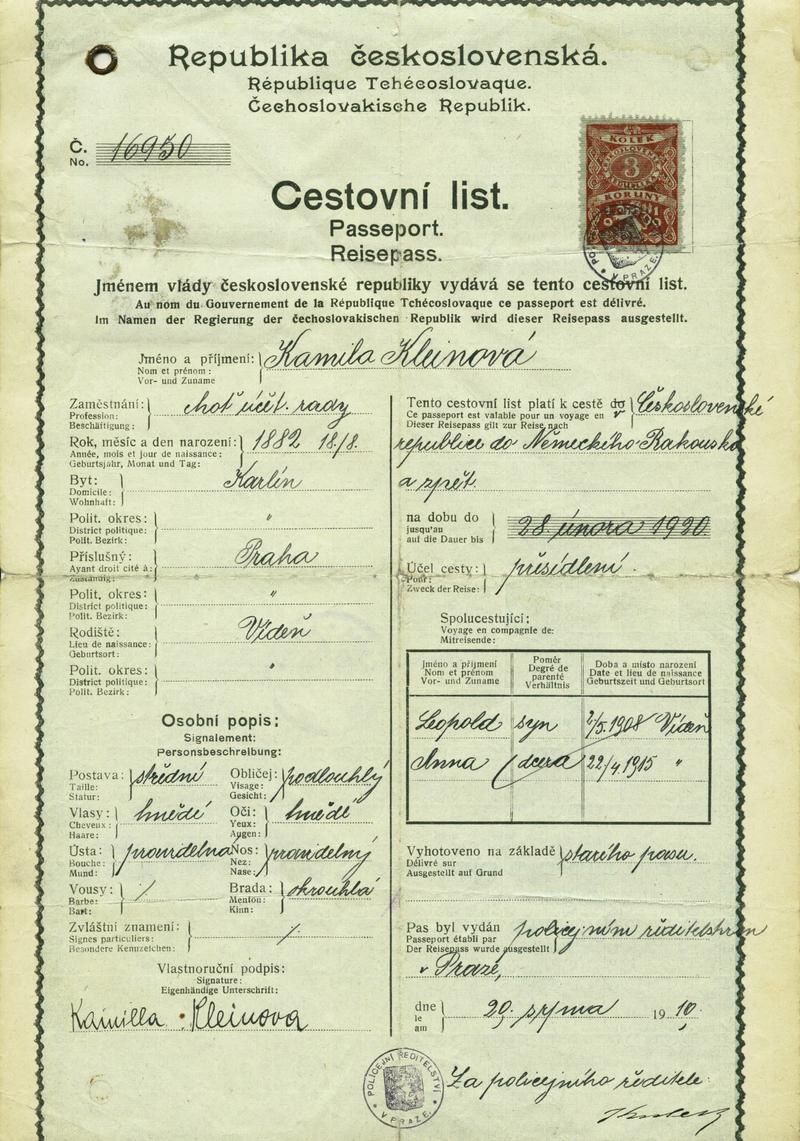 Republika československá.
République Tchécoslovaque.
Čechoslovakische Republik.
Č.
No. 16950
KOLEK
3
KORUNY
Cestovní list.
Passeport.
Reisepass.
V PRAZE.
Jménem vlády československé republiky vydává se tento cestovní list.
Au nom du Gouvernement de la République Tchécoslovaque ce passeport est délivré.
Im Namen der Regierung der čechoslovakischen Republik wird dieser Reisepass ausgestellt.
Jméno a příjmení: Kamila Kleinová
Nom et prénom:
Vor- und Zuname
Zaměstnání: choť účet. rady
Profession:
Beschäftigung:
Rok, měsíc a den narození: 1882 18/8.
Année, mois et jour de naissance:
Geburtsjahr, Monat und Tag:
Byt: Karlín
Domicile:
Wohnhaft:
Polit. okres: "
District politique:
Polit. Bezirk:
Příslušný: Praha
Ayant droit cité à:
Zuständig:
Polit. okres: "
District politique:
Polit. Bezirk:
Rodiště: Vídeň
Lieu de naissance:
Geburtsort:
Polit. okres: "
District politique:
Polit. Bezirk:
Osobní popis:
Signalement:
Personsbeschreibung:
Postava: střední Obličej: podlouhlý
Taille: Visage:
Statur: Gesicht:
Vlasy: hnědé Oči: hnědé
Cheveux: Yeux:
Haare: Augen:
Ústa: pravidelná Nos: pravidelný
Bouche: Nez:
Mund: Nase:
Vousy: / Brada: okrouhlá
Barbe: Menton:
Bart: Kinn:
Zvláštní znamení: /.
Signes particuliers:
Besondere Kennzeichen:
Vlastnoruční podpis:
Signature:
Eigenhändige Unterschrift:
Kamilla Kleinova
Tento cestovní list platí k cestě do v Československé
Ce passeport est valable pour un voyage en
Dieser Reisepass gilt zur Reise nach
republice do Německého Rakouska
a zpět.
na dobu do 28 února 1920
jusqu'au
auf die Dauer bis
Účel cesty: přesídlení.
Pour:
Zweck der Reise:
Spolucestující:
Voyage en compagnie de:
Mitreisende:
Jméno a příjmení Poměr Doba a místo narození
Nom et prénom Degré de parenté Date et lieu de naissance
Vor- und Zuname Verhältnis Geburtszeit und Geburtsort
Leopold syn 2/5. 1908 Vídeň
Anna dcera 22/4. 1915 "
Vyhotoveno na základě starého pasu.
Délivré sur
Ausgestellt auf Grund
Pas byl vydán policejním ředitelstvím
Passeport établi par
Der Reisepass wurde ausgestellt
v Praze,
dne 29. srpna 19
le
am
POLICEJNÍ ŘEDITELSTVÍ
V PRAZE.
Za policejního ředitele: